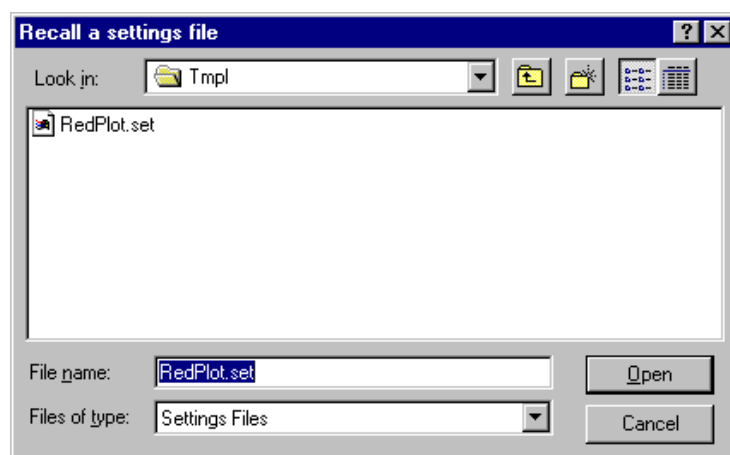 Recall a settings file
Look in: Tmpl
RedPlot.set
File name: RedPlot.set Open
Files of type: Settings Files Cancel